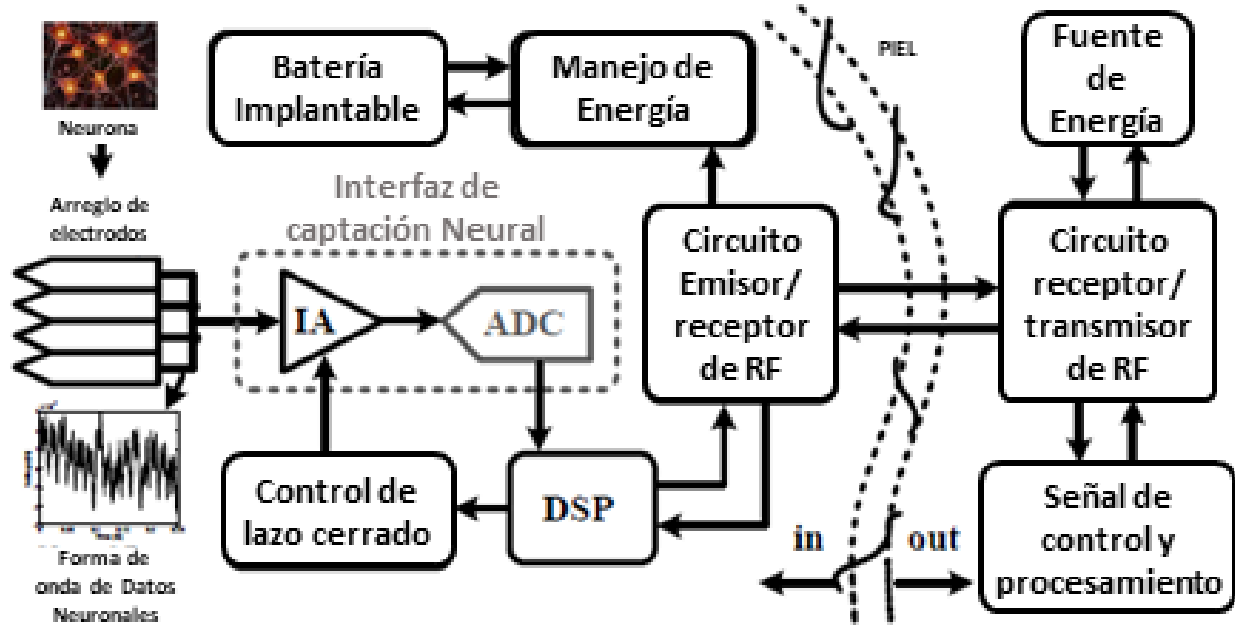 Neurona
Arreglo de
electrodos
Forma de
onda de Datos
Neuronales
Batería
Implantable
Manejo de
Energía
Interfaz de
captación Neural
IA
ADC
Control de
lazo cerrado
DSP
Circuito
Emisor/
receptor
de RF
PIEL
in
out
Fuente
de
Energía
Circuito
receptor/
transmisor
de RF
Señal de
control y
procesamiento